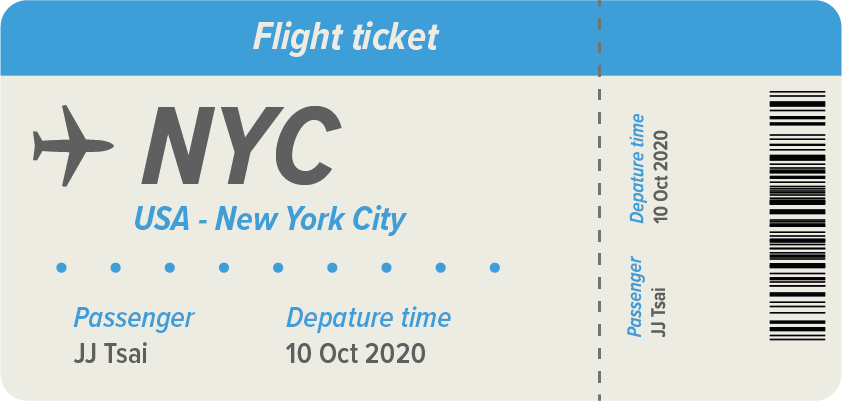 Flight ticket
NYC
USA - New York City
Passenger
JJ Tsai
Depature time
10 Oct 2020
Depature time
10 Oct 2020
Passenger
JJ Tsai